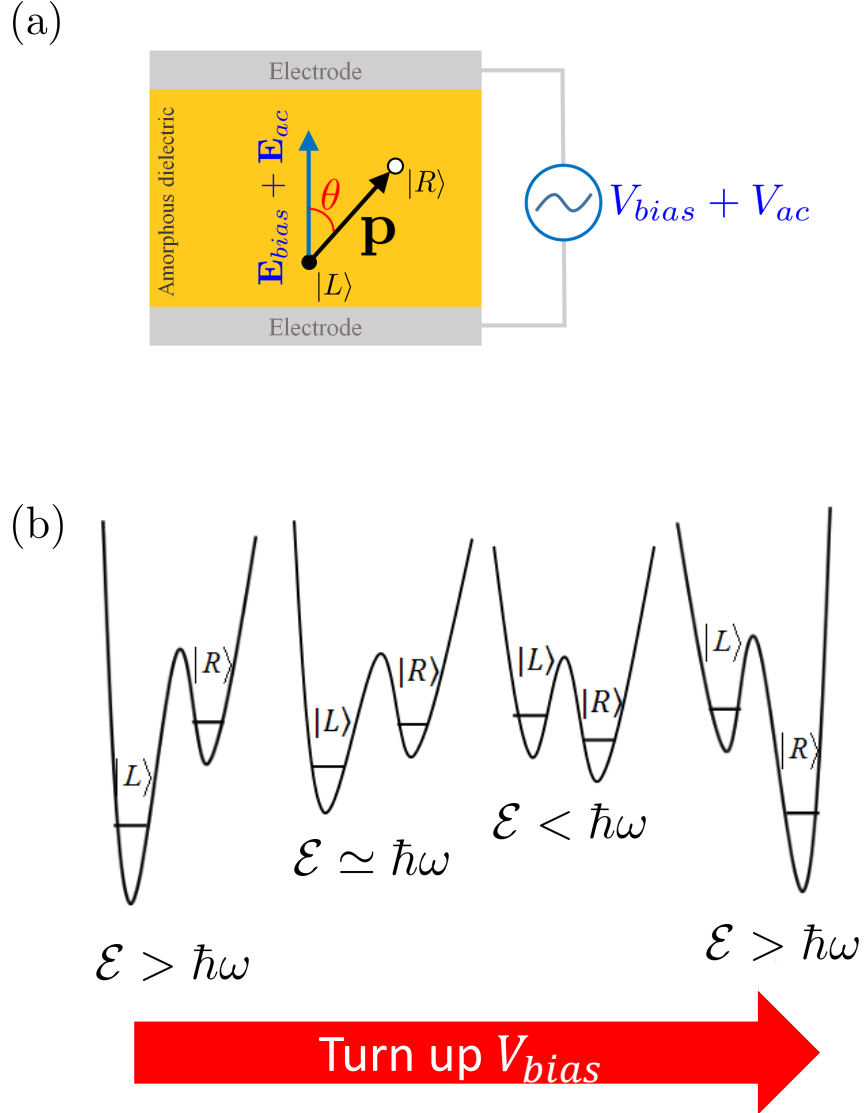 (a)
Electrode
Amorphous dielectric
E_bias + E_ac
θ
|R⟩
p
|L⟩
V_bias + V_ac
Electrode
(b)
|L⟩
|R⟩
|L⟩
|R⟩
|L⟩
|R⟩
|L⟩
|R⟩
ℰ > ℏω
ℰ ≃ ℏω
ℰ < ℏω
ℰ > ℏω
Turn up V_bias